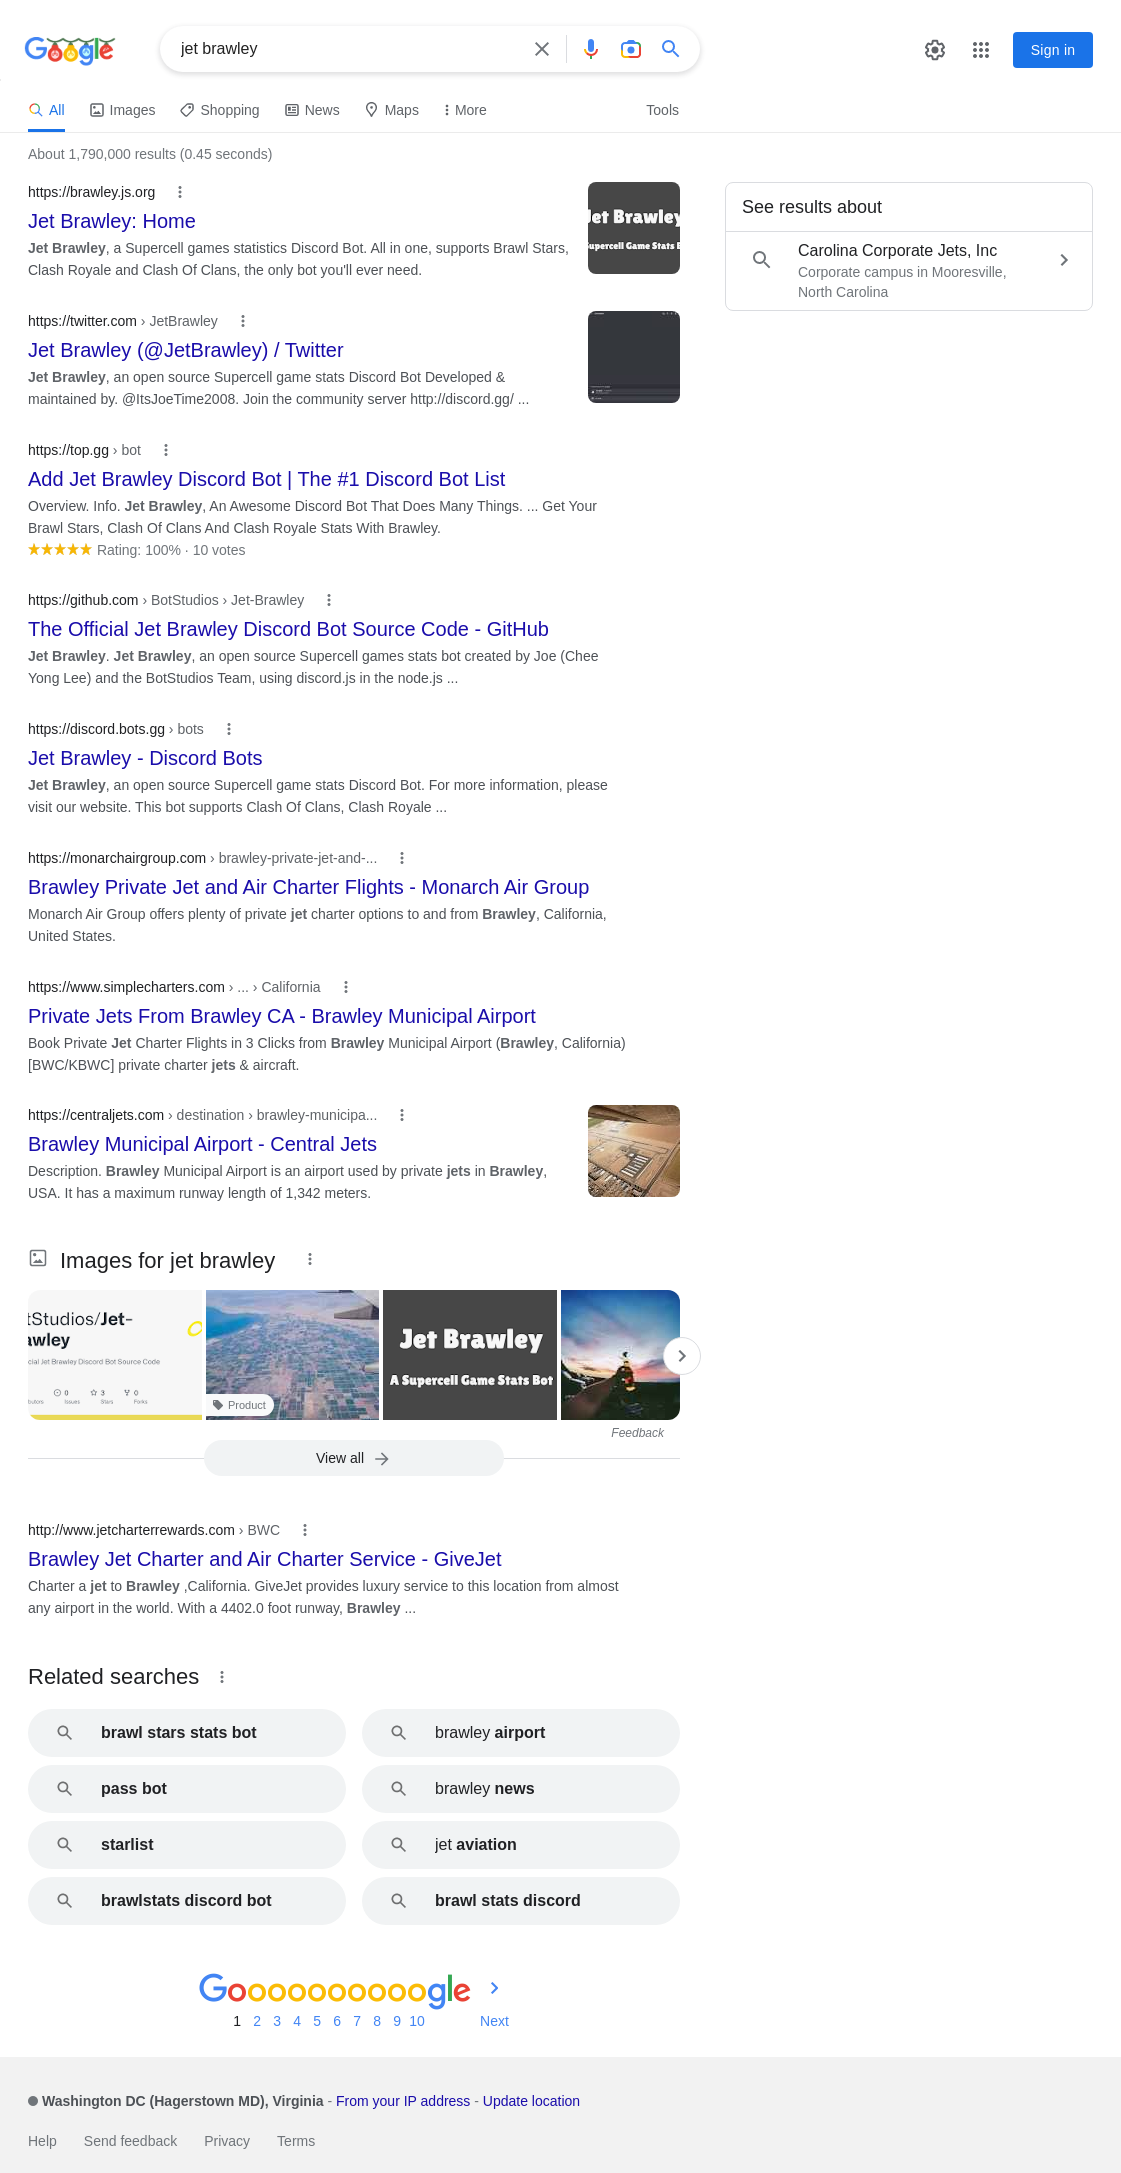 Google
jet brawley
Sign in
All
Images
Shopping
News
Maps
More
Tools
About 1,790,000 results (0.45 seconds)
https://brawley.js.org
Jet Brawley: Home
Jet Brawley, a Supercell games statistics Discord Bot. All in one, supports Brawl Stars,
Clash Royale and Clash Of Clans, the only bot you'll ever need.
Jet Brawley
Supercell Game Stats B
See results about
Carolina Corporate Jets, Inc
Corporate campus in Mooresville,
North Carolina
https://twitter.com › JetBrawley
Jet Brawley (@JetBrawley) / Twitter
Jet Brawley, an open source Supercell game stats Discord Bot Developed &
maintained by. @ItsJoeTime2008. Join the community server http://discord.gg/ ...
https://top.gg › bot
Add Jet Brawley Discord Bot | The #1 Discord Bot List
Overview. Info. Jet Brawley, An Awesome Discord Bot That Does Many Things. ... Get Your
Brawl Stars, Clash Of Clans And Clash Royale Stats With Brawley.
Rating: 100% · 10 votes
https://github.com › BotStudios › Jet-Brawley
The Official Jet Brawley Discord Bot Source Code - GitHub
Jet Brawley. Jet Brawley, an open source Supercell games stats bot created by Joe (Chee
Yong Lee) and the BotStudios Team, using discord.js in the node.js ...
https://discord.bots.gg › bots
Jet Brawley - Discord Bots
Jet Brawley, an open source Supercell game stats Discord Bot. For more information, please
visit our website. This bot supports Clash Of Clans, Clash Royale ...
https://monarchairgroup.com › brawley-private-jet-and-...
Brawley Private Jet and Air Charter Flights - Monarch Air Group
Monarch Air Group offers plenty of private jet charter options to and from Brawley, California,
United States.
https://www.simplecharters.com › ... › California
Private Jets From Brawley CA - Brawley Municipal Airport
Book Private Jet Charter Flights in 3 Clicks from Brawley Municipal Airport (Brawley, California)
[BWC/KBWC] private charter jets & aircraft.
https://centraljets.com › destination › brawley-municipa...
Brawley Municipal Airport - Central Jets
Description. Brawley Municipal Airport is an airport used by private jets in Brawley,
USA. It has a maximum runway length of 1,342 meters.
Images for jet brawley
tStudios/Jet-
awley
cial Jet Brawley Discord Bot Source Code
0
3
0
butors
Issues
Stars
Forks
Product
Jet Brawley
A Supercell Game Stats Bot
Feedback
View all
http://www.jetcharterrewards.com › BWC
Brawley Jet Charter and Air Charter Service - GiveJet
Charter a jet to Brawley ,California. GiveJet provides luxury service to this location from almost
any airport in the world. With a 4402.0 foot runway, Brawley ...
Related searches
brawl stars stats bot
brawley airport
pass bot
brawley news
starlist
jet aviation
brawlstats discord bot
brawl stats discord
Goooooooooogle
1 2 3 4 5 6 7 8 9 10 Next
Washington DC (Hagerstown MD), Virginia - From your IP address - Update location
Help
Send feedback
Privacy
Terms